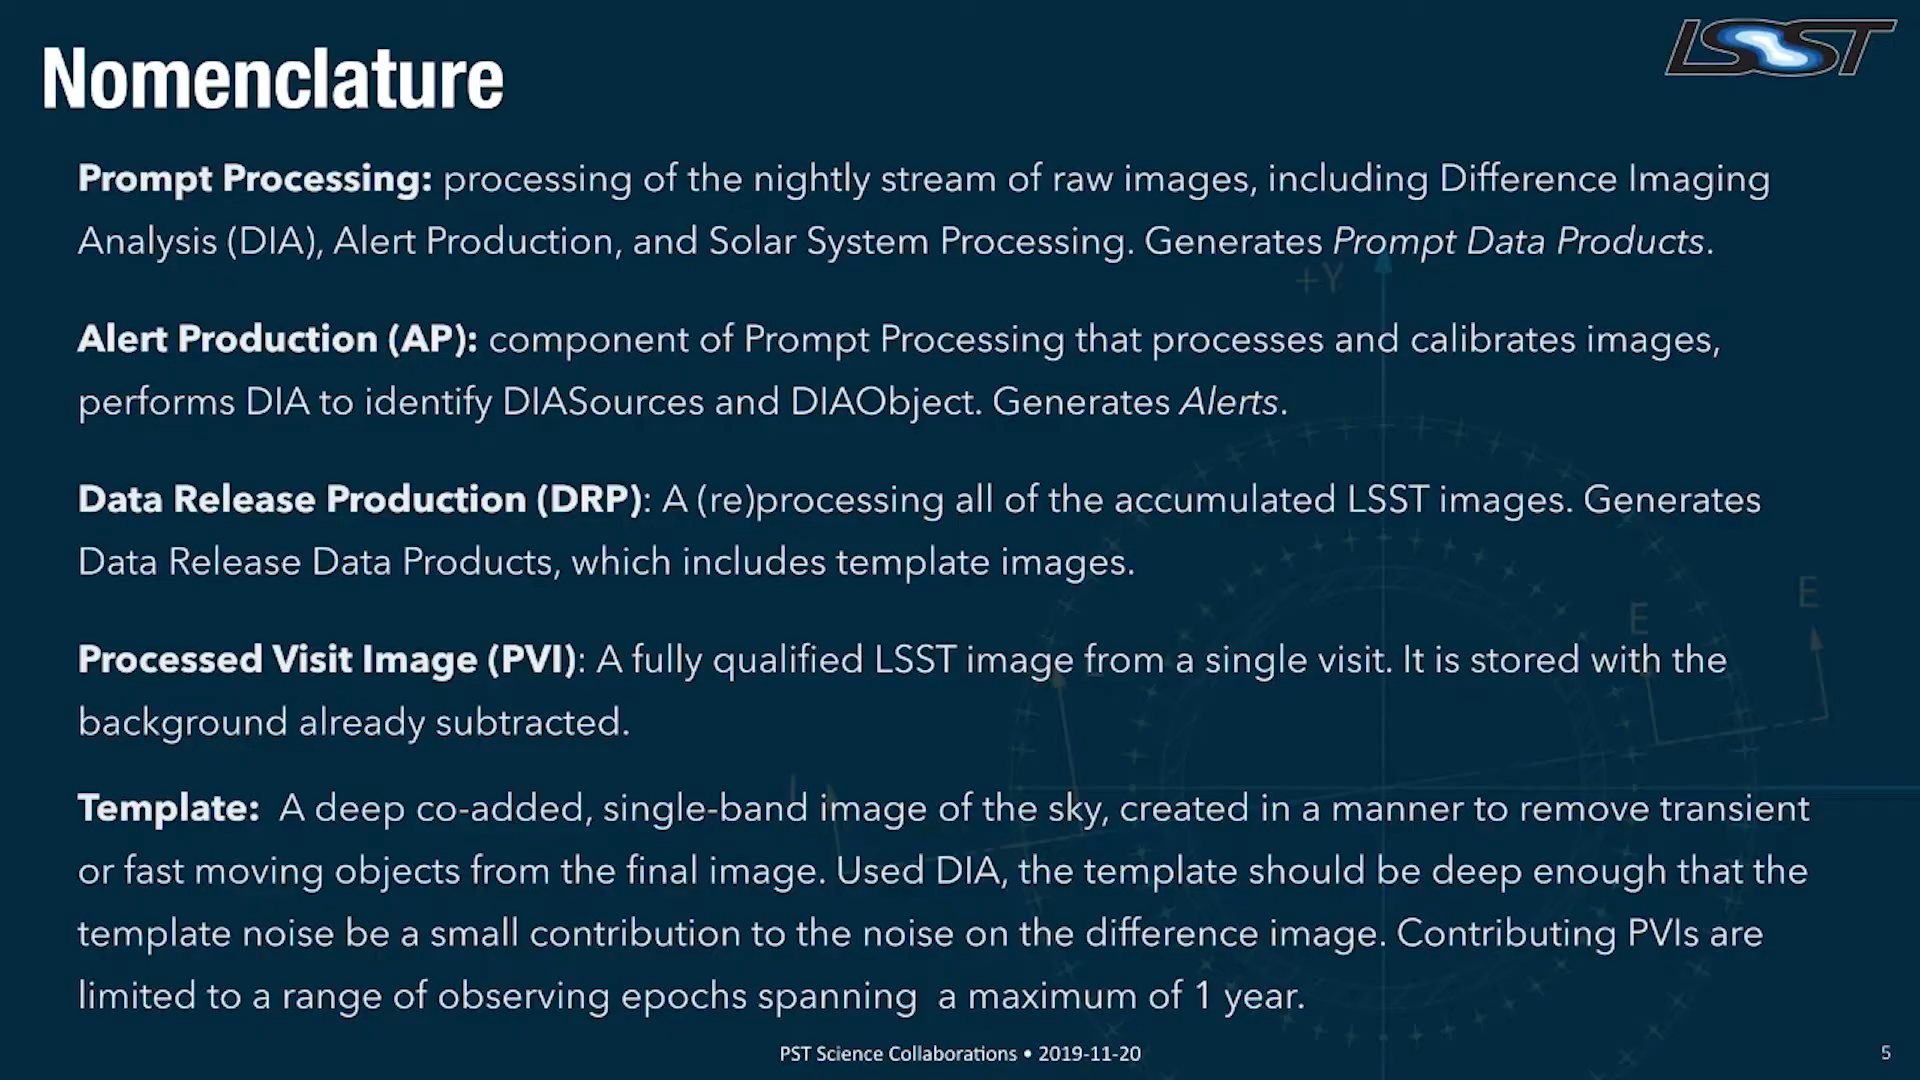 LSST
Nomenclature
Prompt Processing: processing of the nightly stream of raw images, including Difference Imaging
Analysis (DIA), Alert Production, and Solar System Processing. Generates Prompt Data Products.
+Y
Alert Production (AP): component of Prompt Processing that processes and calibrates images,
performs DIA to identify DIASources and DIAObject. Generates Alerts.
Data Release Production (DRP): A (re)processing all of the accumulated LSST images. Generates
Data Release Data Products, which includes template images.
E
E
Processed Visit Image (PVI): A fully qualified LSST image from a single visit. It is stored with the
background already subtracted.
Template:  A deep co-added, single-band image of the sky, created in a manner to remove transient
or fast moving objects from the final image. Used DIA, the template should be deep enough that the
template noise be a small contribution to the noise on the difference image. Contributing PVIs are
limited to a range of observing epochs spanning  a maximum of 1 year.
PST Science Collaborations • 2019-11-20
5